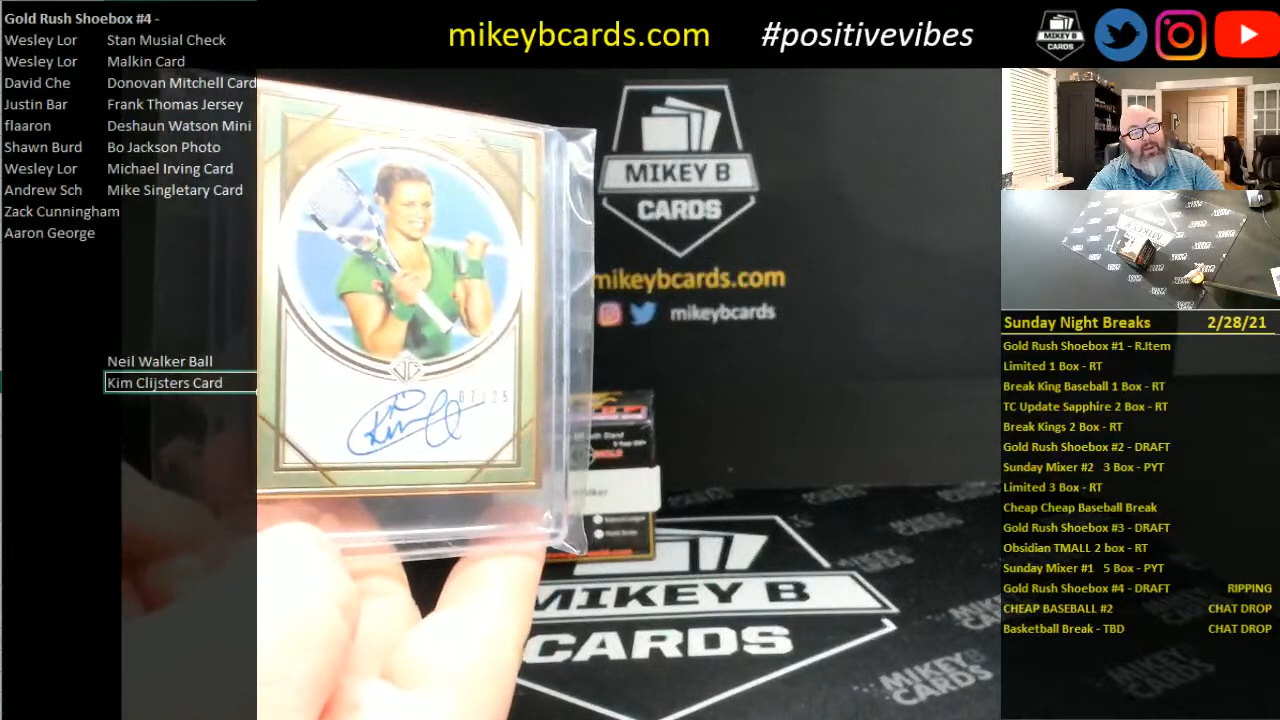 Gold Rush Shoebox #4 -
Wesley Lor Stan Musial Check
Wesley Lor Malkin Card
David Che Donovan Mitchell Card
Justin Bar Frank Thomas Jersey
flaaron Deshaun Watson Mini
Shawn Burd Bo Jackson Photo
Wesley Lor Michael Irving Card
Andrew Sch Mike Singletary Card
Zack Cunningham
Aaron George
Neil Walker Ball
Kim Clijsters Card
mikeybcards.com #positivevibes
MIKEY B
CARDS
MIKEY B
CARDS
mikeybcards.com
mikeybcards
07/25
MIKEY B
CARDS
MIKEY B
CARDS
MIKEY B
Sunday Night Breaks 2/28/21
Gold Rush Shoebox #1 - R.Item
Limited 1 Box - RT
Break King Baseball 1 Box - RT
TC Update Sapphire 2 Box - RT
Break Kings 2 Box - RT
Gold Rush Shoebox #2 - DRAFT
Sunday Mixer #2 3 Box - PYT
Limited 3 Box - RT
Cheap Cheap Baseball Break
Gold Rush Shoebox #3 - DRAFT
Obsidian TMALL 2 box - RT
Sunday Mixer #1 5 Box - PYT
Gold Rush Shoebox #4 - DRAFT RIPPING
CHEAP BASEBALL #2 CHAT DROP
Basketball Break - TBD CHAT DROP